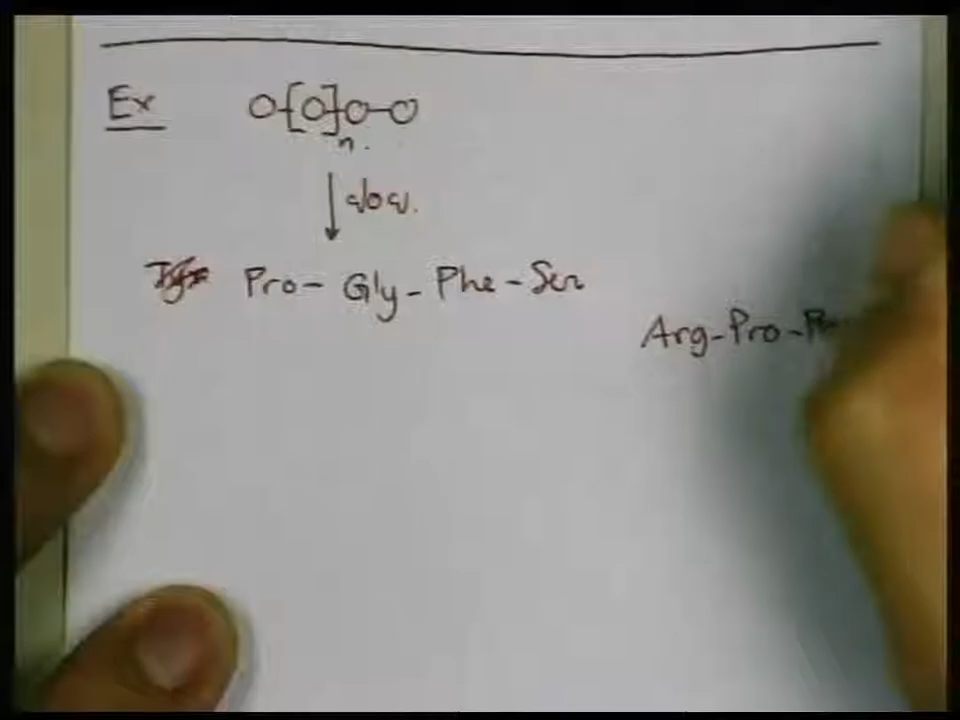 Ex O-[O]-O-O
n.
Pro- Gly - Phe - Ser
Arg-Pro-